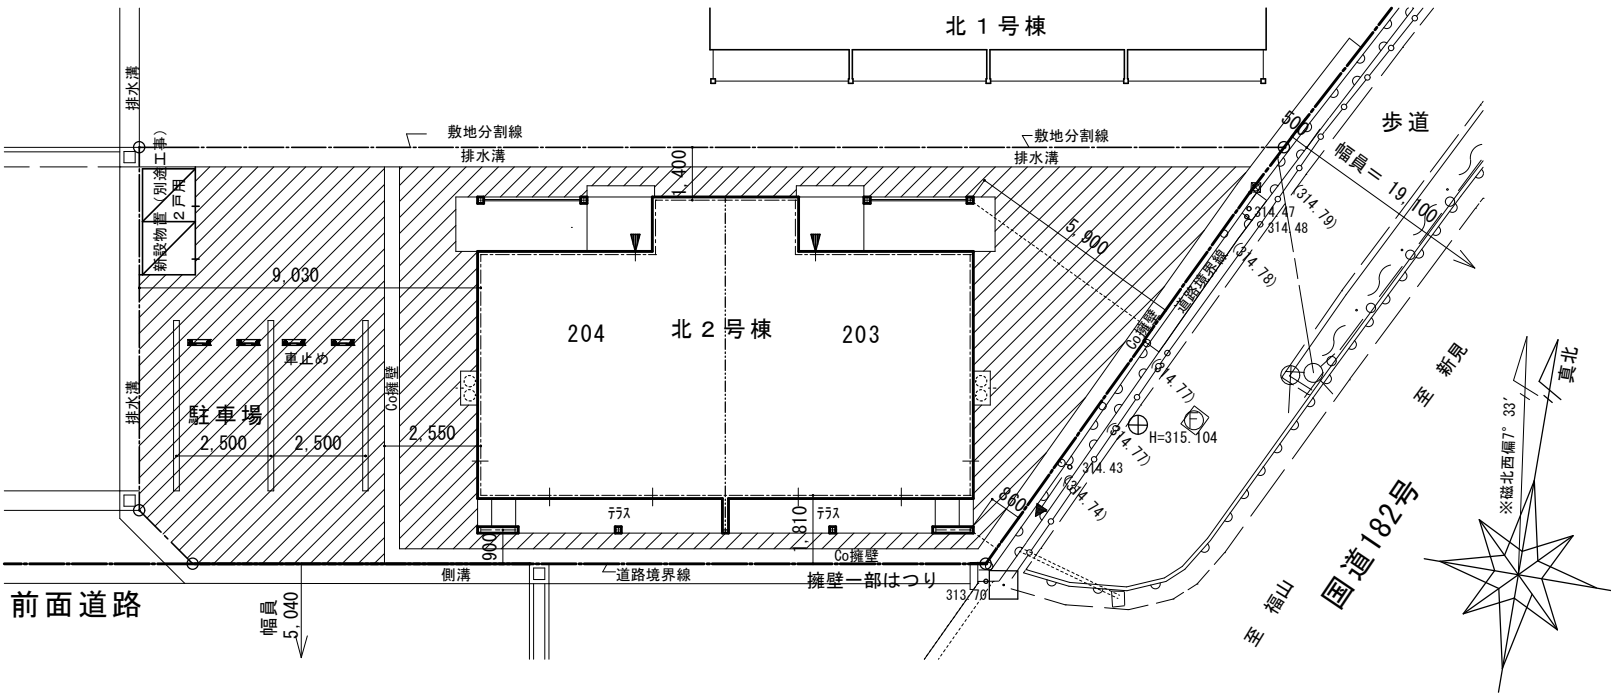 北１号棟
排水溝
敷地分割線
排水溝
敷地分割線
排水溝
1,400
500
歩道
幅員＝ 19,100
新設物置（別途工事）
２戸用
9,030
5,900
314.47
314.48
(314.79)
(314.78)
道路境界線
Co擁壁
204
北２号棟
203
車止め
駐車場
排水溝
Co擁壁
2,500
2,500
2,550
(314.77)
(314.77)
H=315.104
314.43
(314.74)
860
至 新見
真北
※磁北西偏7°33′
テラス
テラス
900
1,810
Co擁壁
側溝
道路境界線
擁壁一部はつり
313.70
前面道路
幅員
5,040
至 福山
国道182号